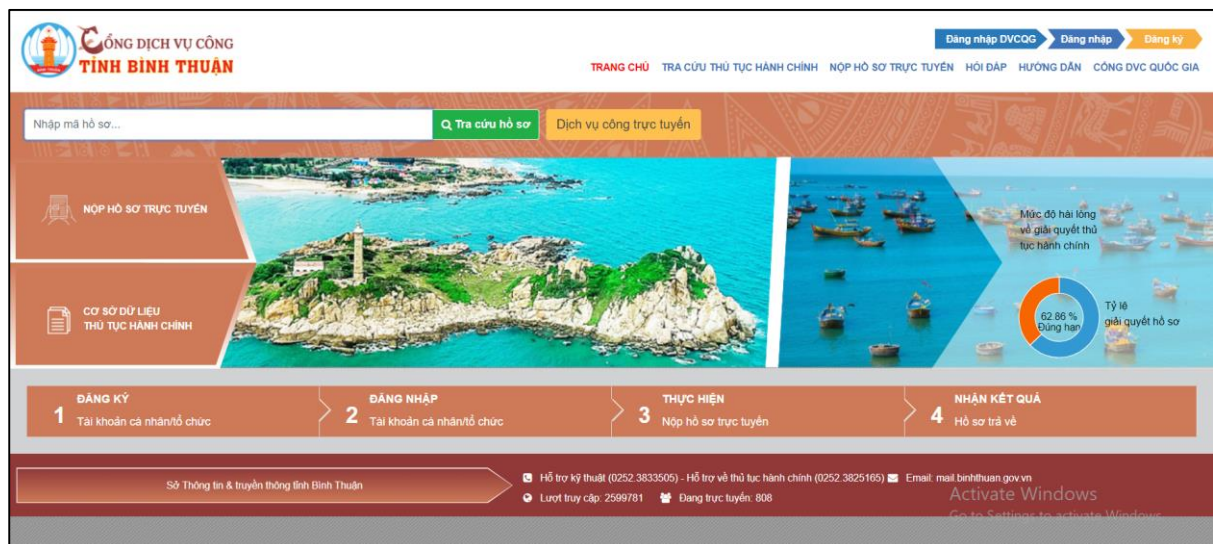 CỔNG DỊCH VỤ CÔNG
TỈNH BÌNH THUẬN
BÌNH THUẬN
Đăng nhập DVCQG
Đăng nhập
Đăng ký
TRANG CHỦ
TRA CỨU THỦ TỤC HÀNH CHÍNH
NỘP HỒ SƠ TRỰC TUYẾN
HỎI ĐÁP
HƯỚNG DẪN
CỔNG DVC QUỐC GIA
Nhập mã hồ sơ...
Tra cứu hồ sơ
Dịch vụ công trực tuyến
NỘP HỒ SƠ TRỰC TUYẾN
CƠ SỞ DỮ LIỆU
THỦ TỤC HÀNH CHÍNH
Mức độ hài lòng
về giải quyết thủ
tục hành chính
62.86 %
Đúng hạn
Tỷ lệ
giải quyết hồ sơ
1
ĐĂNG KÝ
Tài khoản cá nhân/tổ chức
2
ĐĂNG NHẬP
Tài khoản cá nhân/tổ chức
3
THỰC HIỆN
Nộp hồ sơ trực tuyến
4
NHẬN KẾT QUẢ
Hồ sơ trả về
Sở Thông tin & truyền thông tỉnh Bình Thuận
Hỗ trợ kỹ thuật (0252.3833505) - Hỗ trợ về thủ tục hành chính (0252.3825165) Email: mail.binhthuan.gov.vn
Lượt truy cập: 2599781 Đang trực tuyến: 808
Activate Windows
Go to Settings to activate Windows.